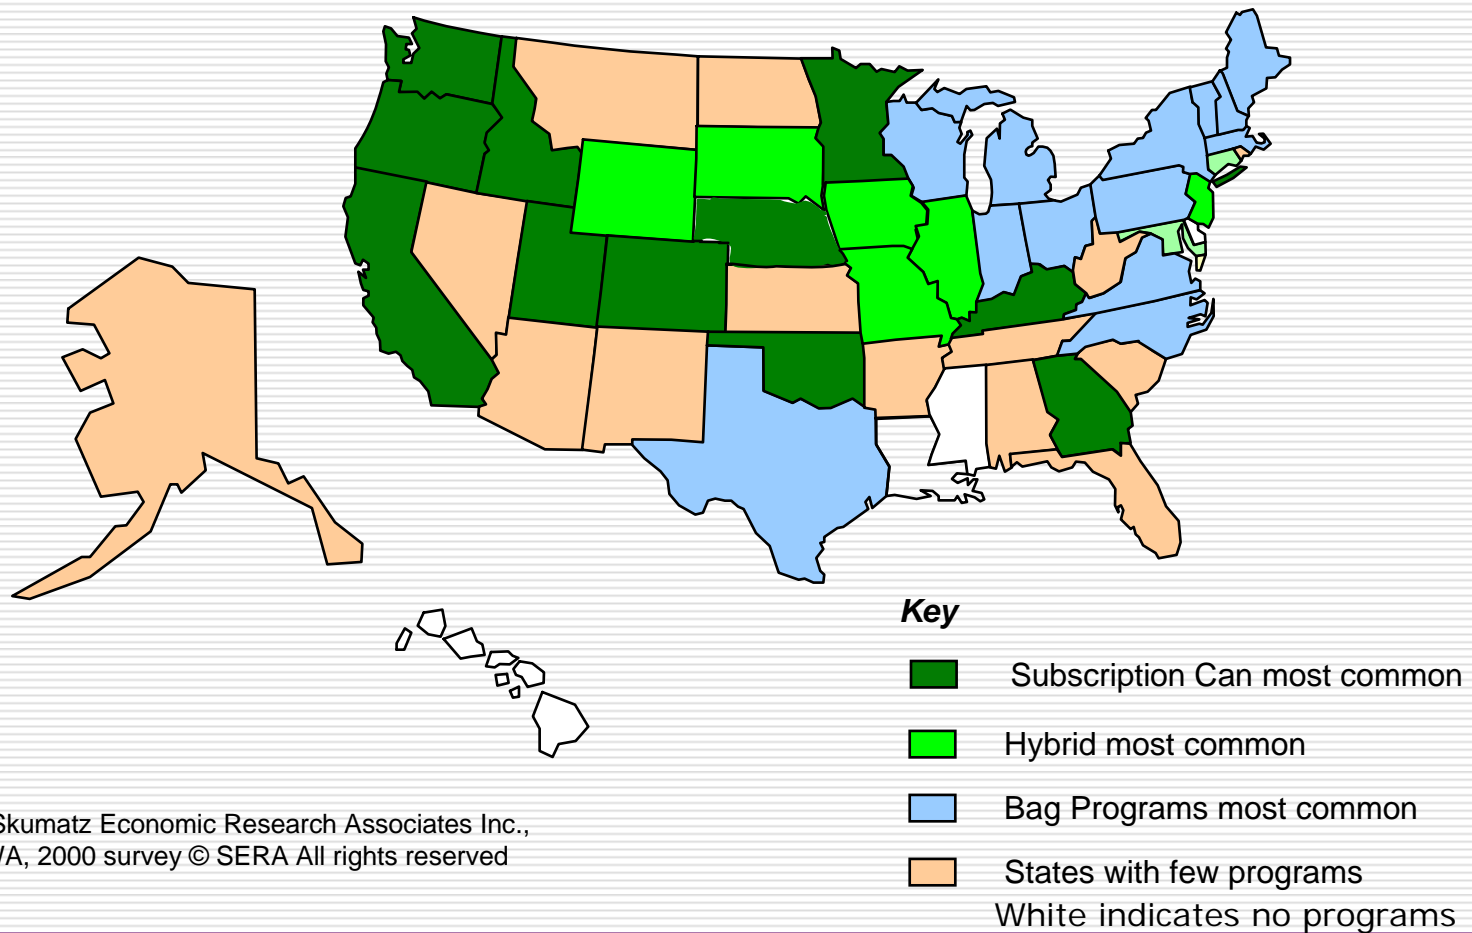 Key
Subscription Can most common
Hybrid most common
Bag Programs most common
States with few programs
White indicates no programs
Skumatz Economic Research Associates Inc.,
WA, 2000 survey © SERA All rights reserved